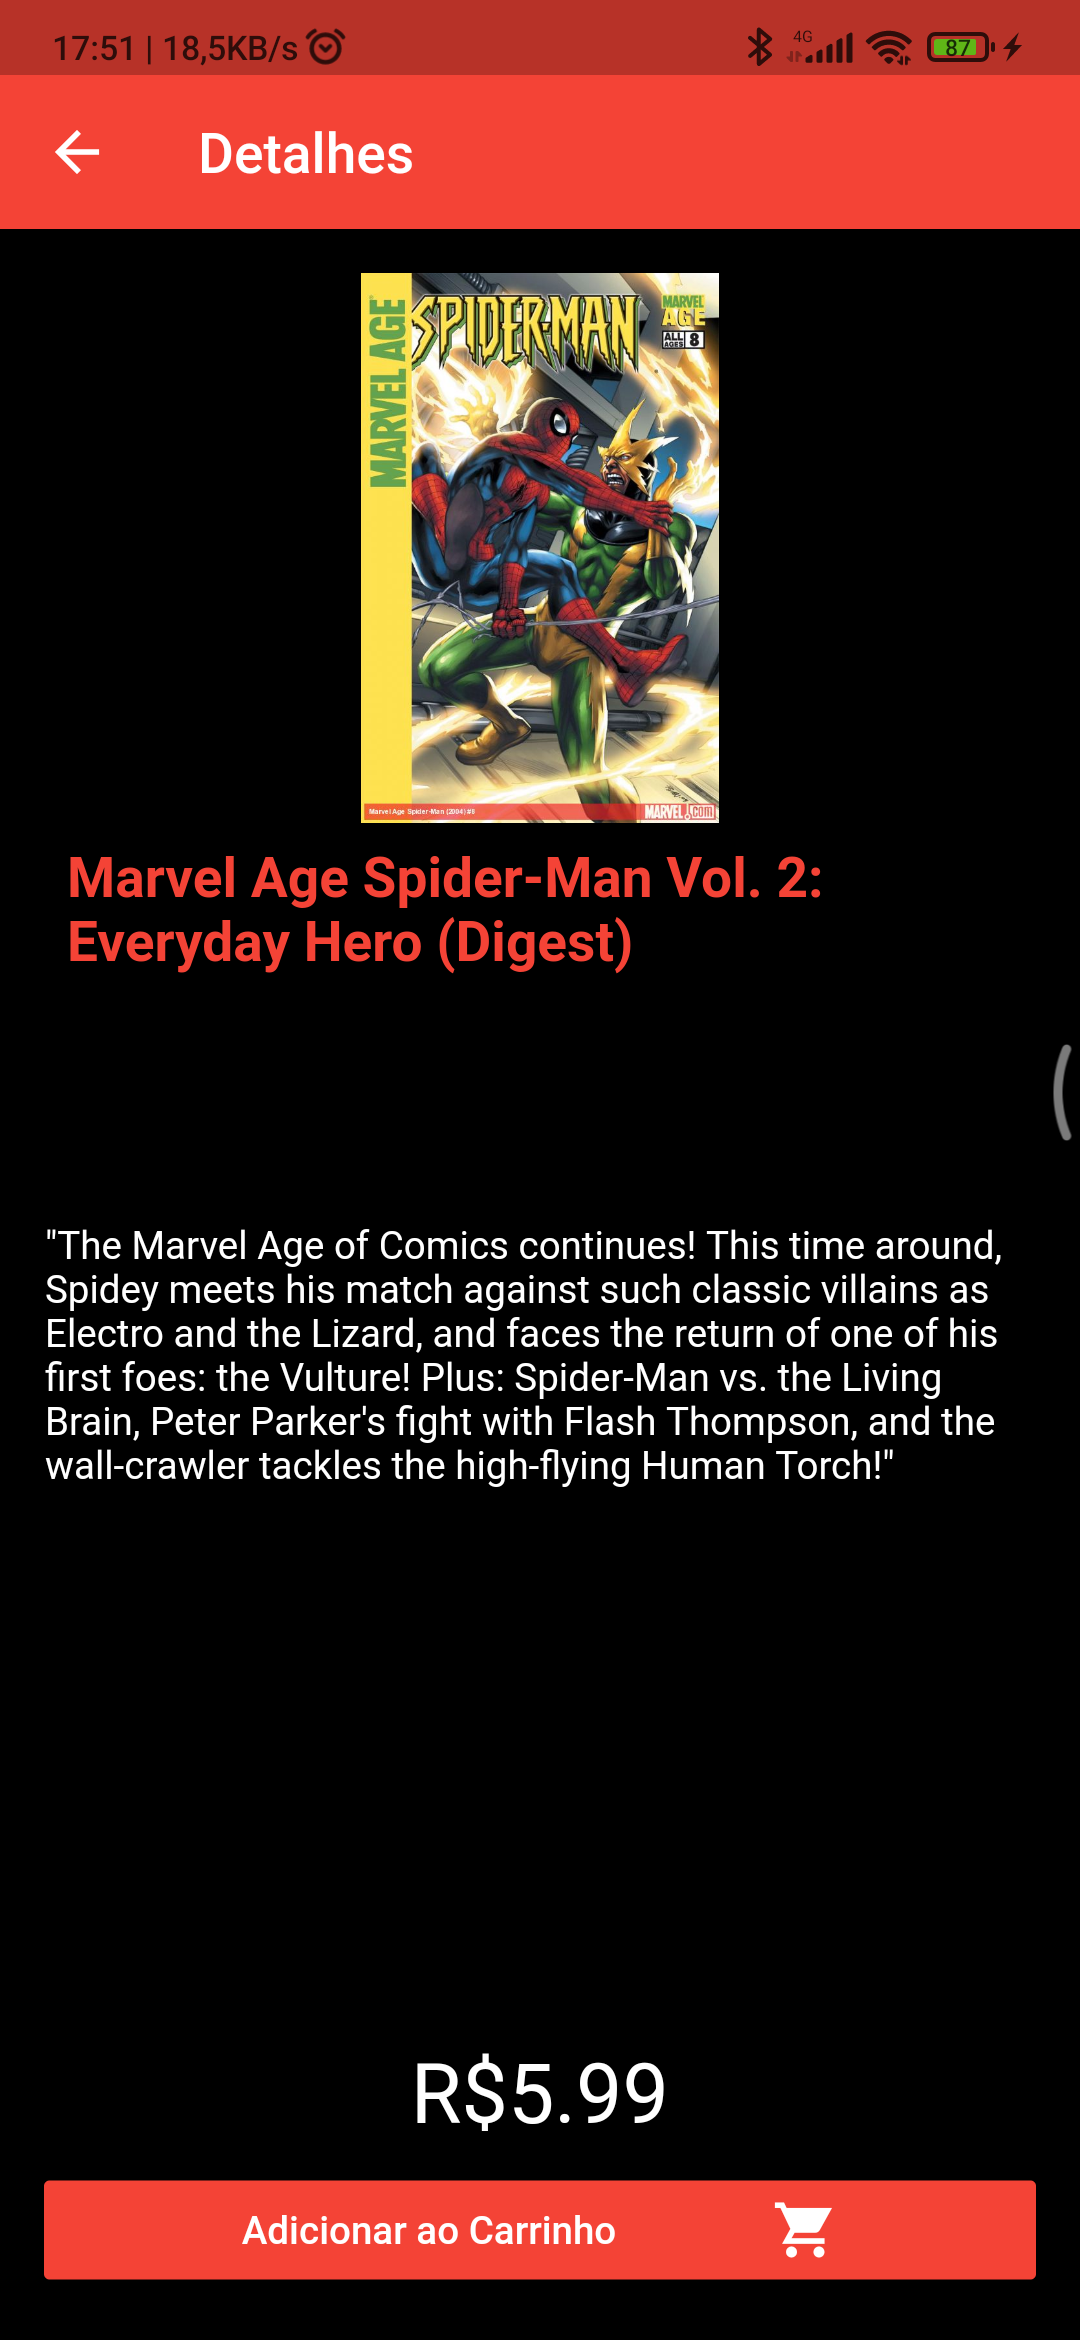 17:51 | 18,5KB/s
4G
87
Detalhes
MARVEL AGE
SPIDER-MAN
MARVEL
AGE
ALL
AGES
8
Marvel Age Spider-Man (2004) #8
MARVEL.com
Marvel Age Spider-Man Vol. 2:
Everyday Hero (Digest)
"The Marvel Age of Comics continues! This time around,
Spidey meets his match against such classic villains as
Electro and the Lizard, and faces the return of one of his
first foes: the Vulture! Plus: Spider-Man vs. the Living
Brain, Peter Parker's fight with Flash Thompson, and the
wall-crawler tackles the high-flying Human Torch!"
R$5.99
Adicionar ao Carrinho